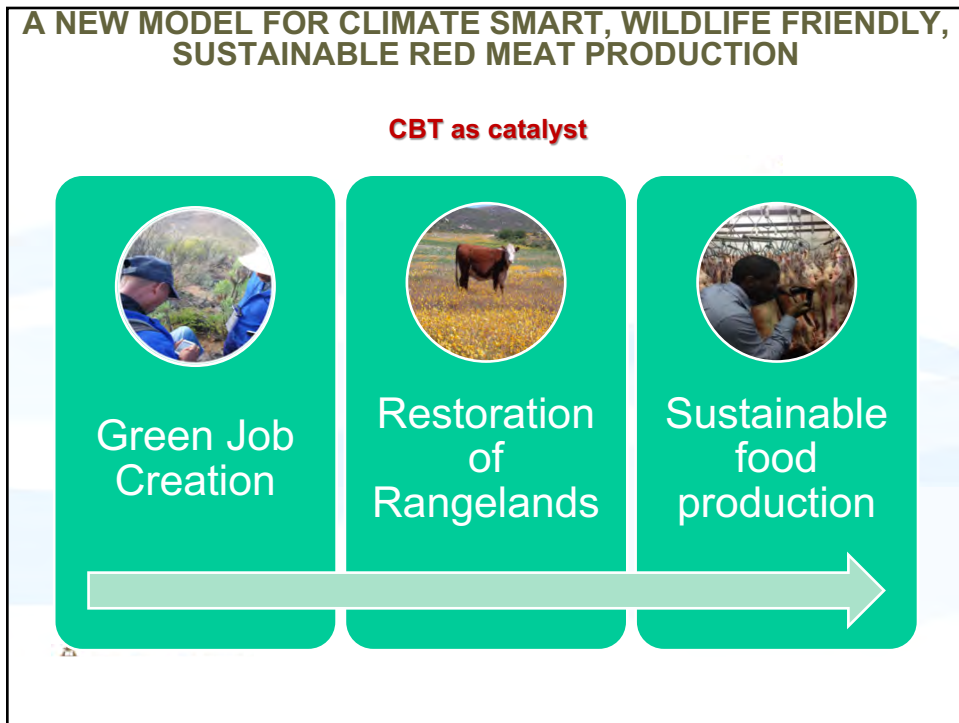 A NEW MODEL FOR CLIMATE SMART, WILDLIFE FRIENDLY,
SUSTAINABLE RED MEAT PRODUCTION
CBT as catalyst
Green Job
Creation
Restoration
of
Rangelands
Sustainable
food
production